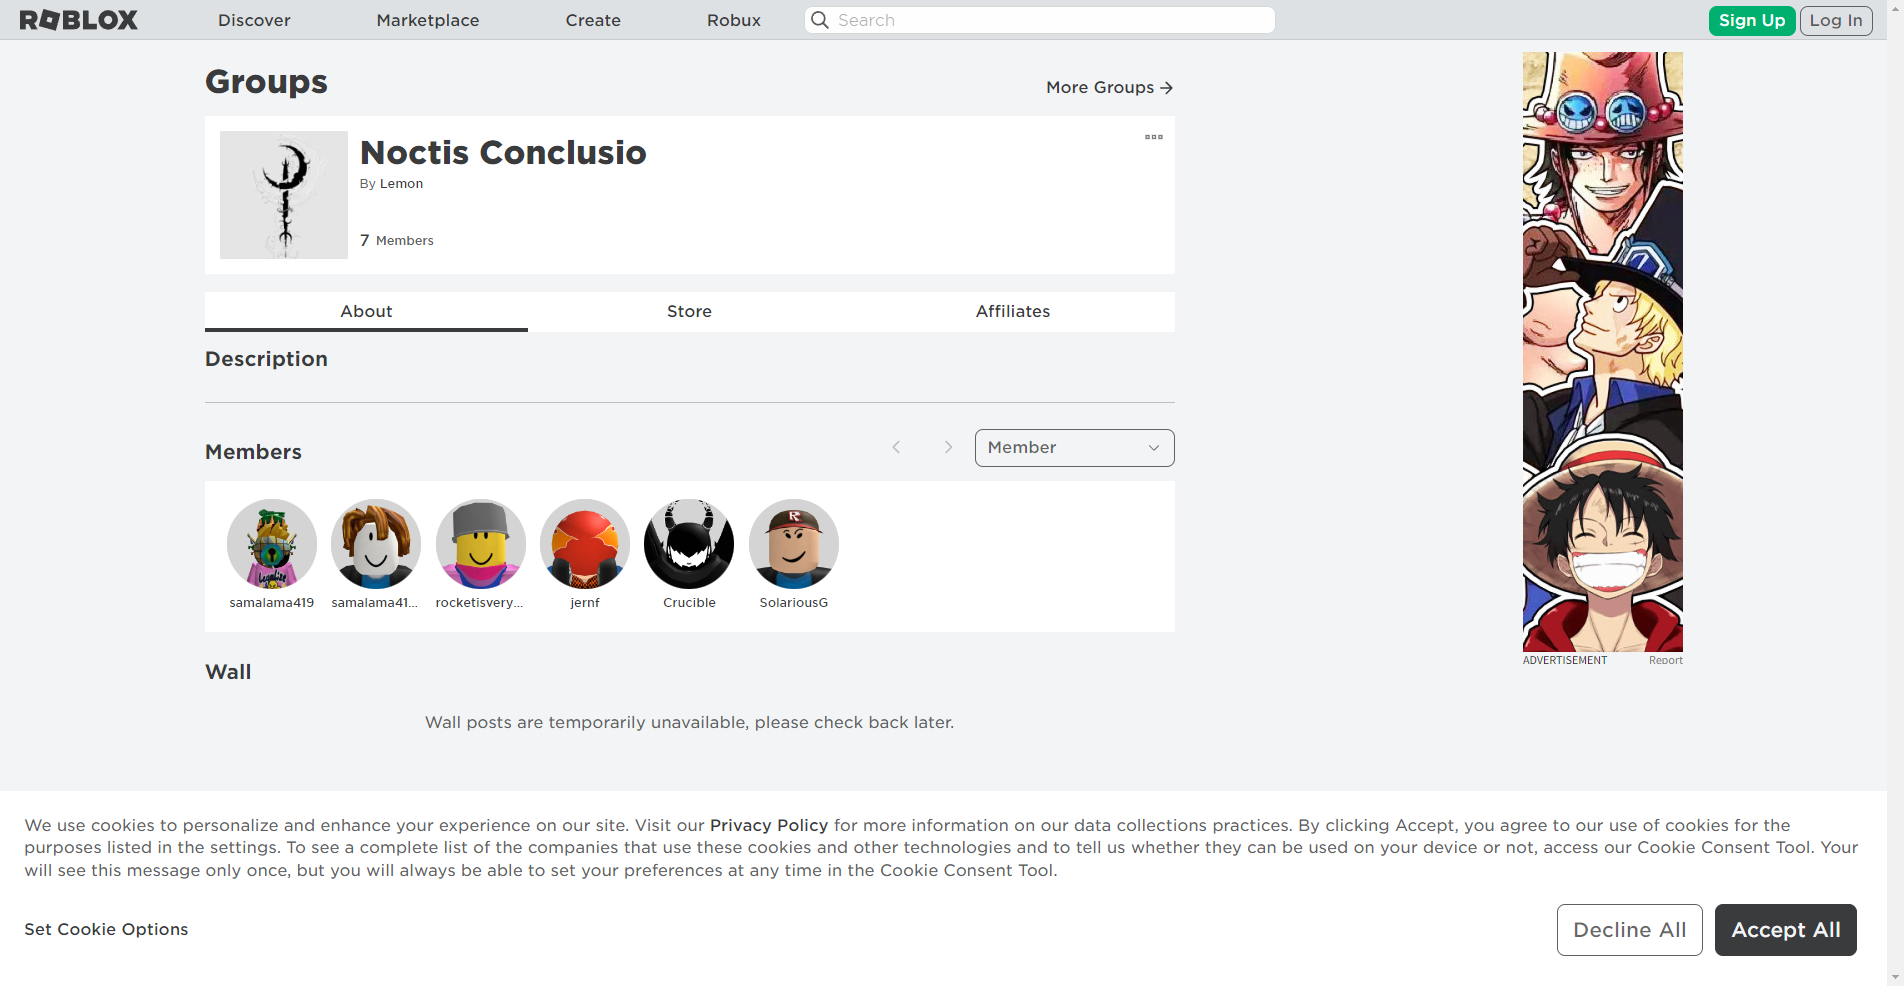 ROBLOX
Discover
Marketplace
Create
Robux
Search
Sign Up
Log In
Groups
More Groups
Noctis Conclusio
By Lemon
7 Members
About
Store
Affiliates
Description
Members
Member
samalama419
samalama41...
rocketisvery...
jernf
Crucible
SolariousG
Wall
Wall posts are temporarily unavailable, please check back later.
ADVERTISEMENT
Report
We use cookies to personalize and enhance your experience on our site. Visit our Privacy Policy for more information on our data collections practices. By clicking Accept, you agree to our use of cookies for the
purposes listed in the settings. To see a complete list of the companies that use these cookies and other technologies and to tell us whether they can be used on your device or not, access our Cookie Consent Tool. Your
will see this message only once, but you will always be able to set your preferences at any time in the Cookie Consent Tool.
Set Cookie Options
Decline All
Accept All